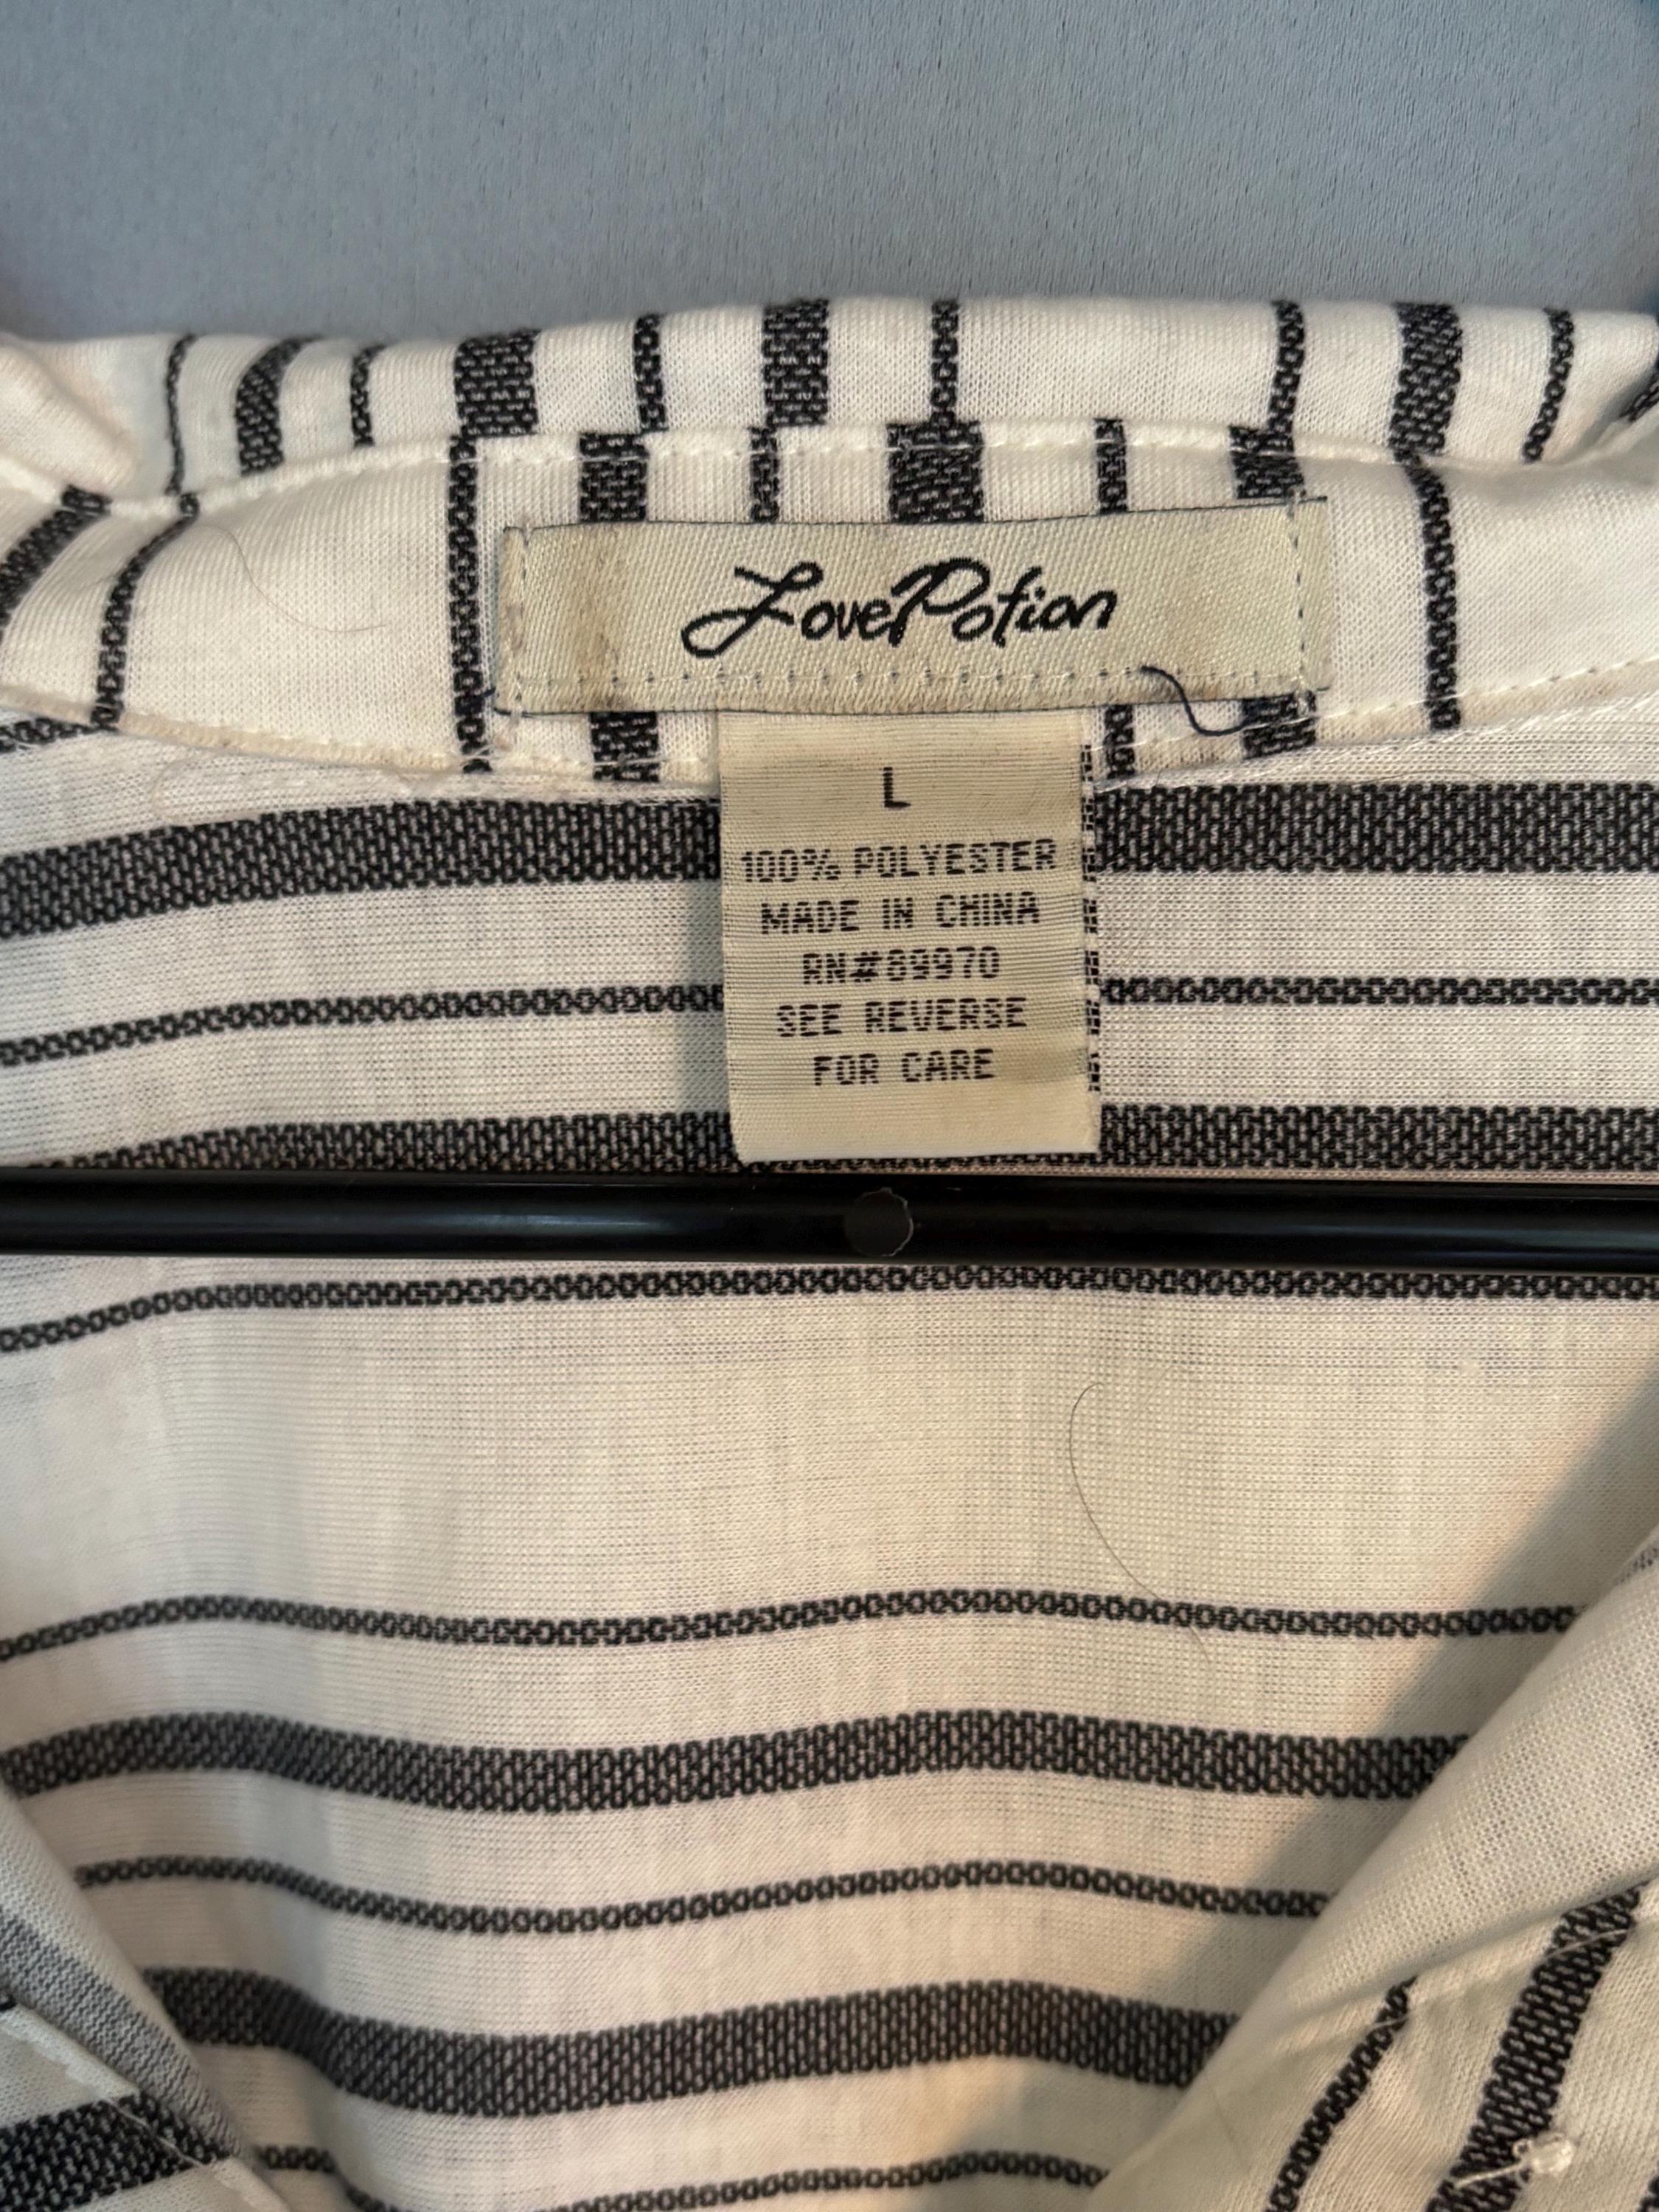 LovePotion
L
100% POLYESTER
MADE IN CHINA
RN#89970
SEE REVERSE
FOR CARE